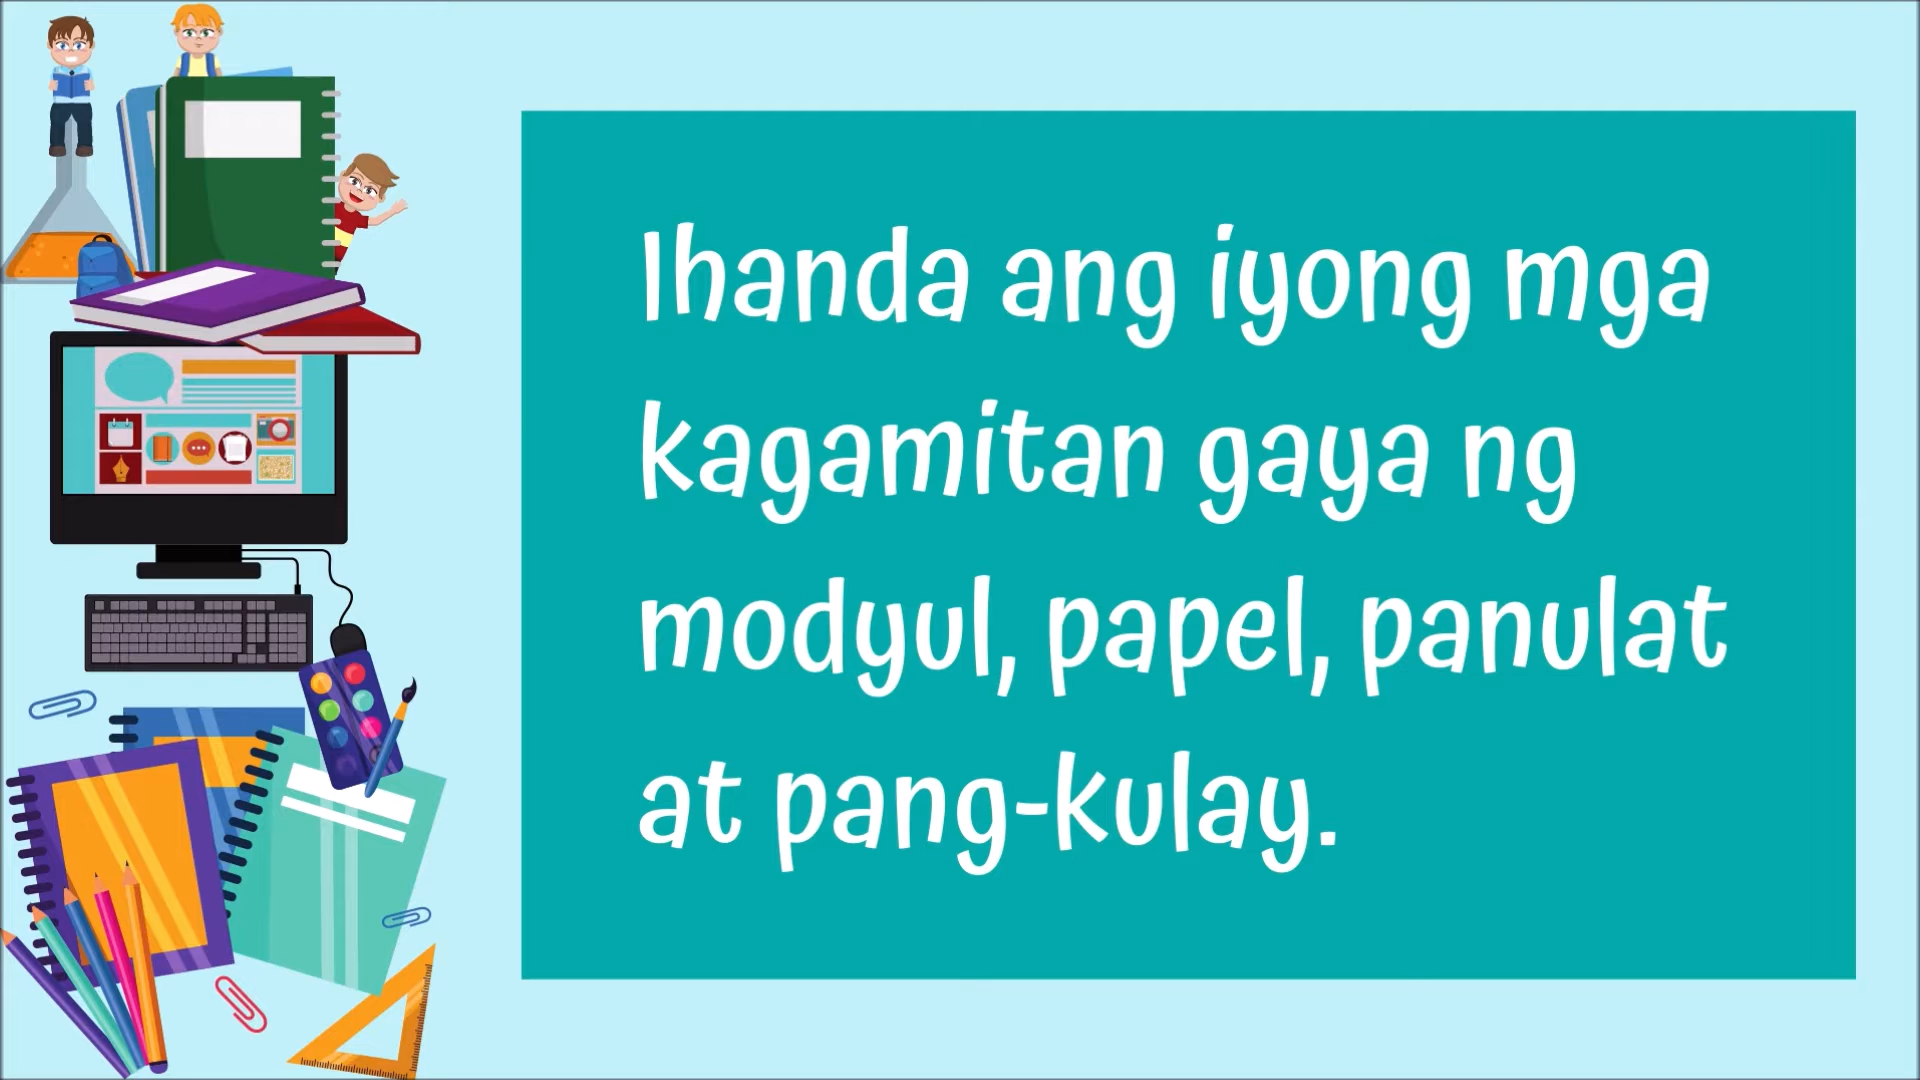 Ihanda ang iyong mga
kagamitan gaya ng
modyul, papel, panulat
at pang-kulay.